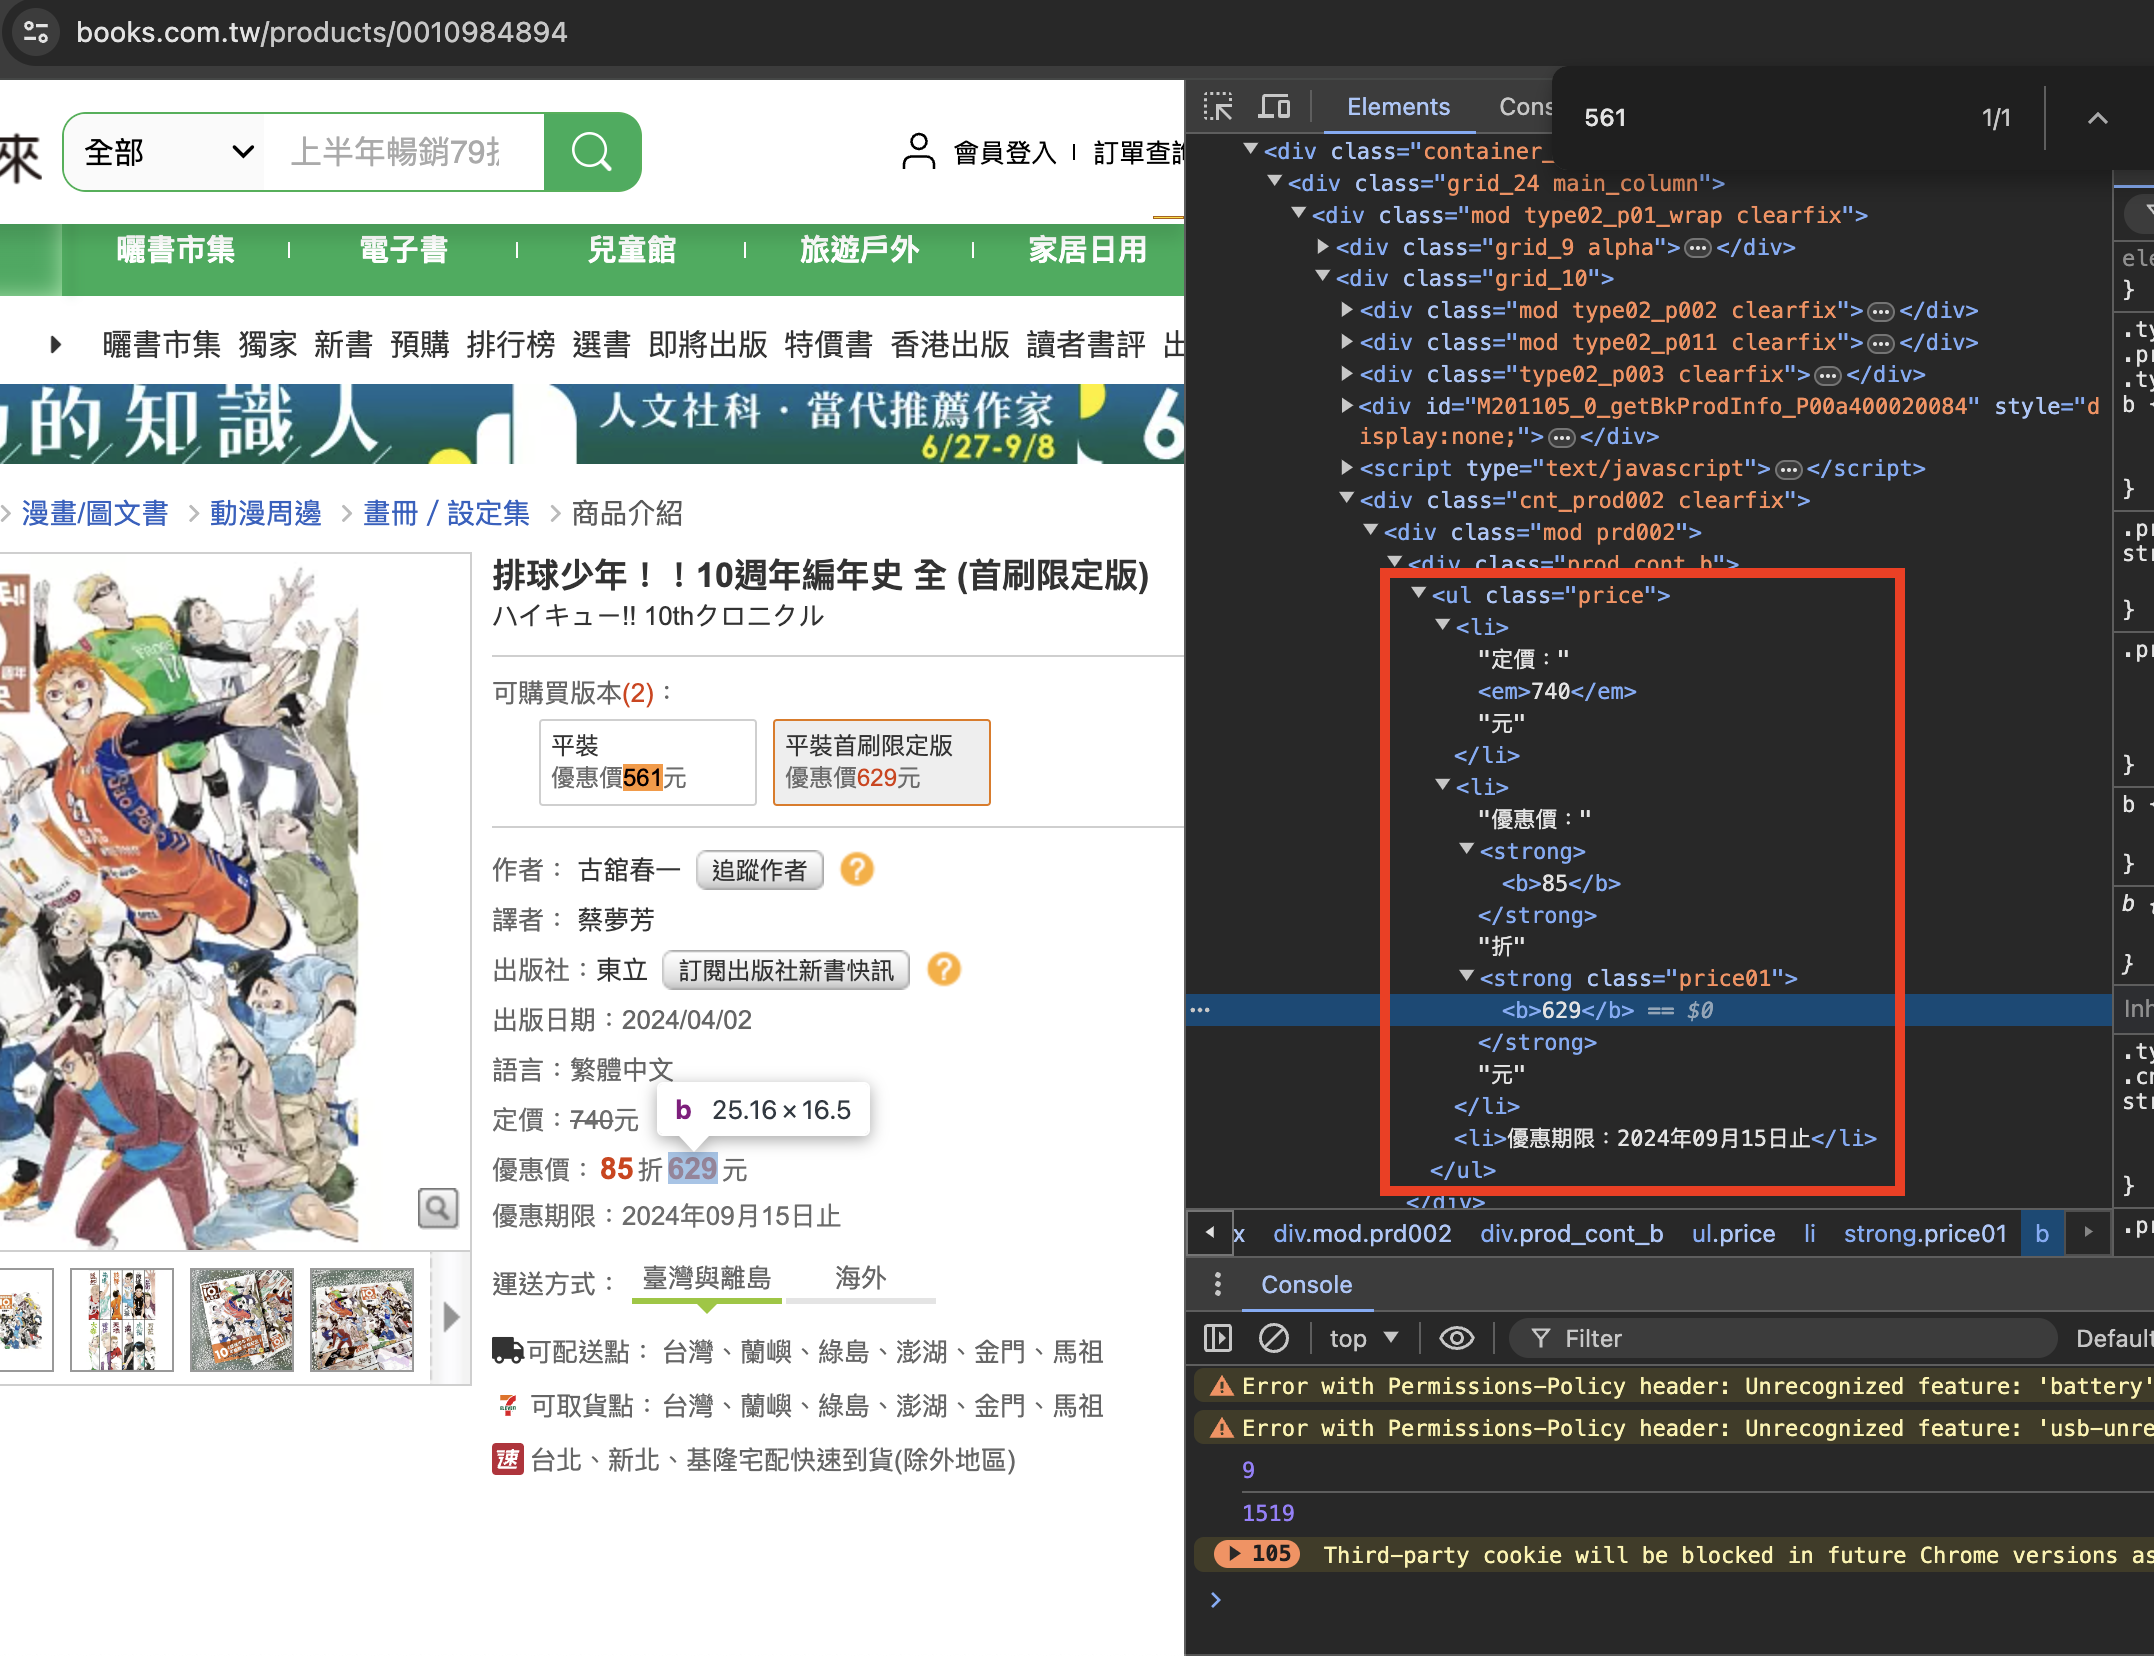 books.com.tw/products/0010984894
來
全部
上半年暢銷79折
會員登入
訂單查詢
曬書市集
電子書
兒童館
旅遊戶外
家居日用
曬書市集 獨家 新書 預購 排行榜 選書 即將出版 特價書 香港出版 讀者書評 出
的知識人
人文社科・當代推薦作家
6/27-9/8
6
> 漫畫/圖文書 > 動漫周邊 > 畫冊 / 設定集 > 商品介紹
排球少年！！10週年編年史 全 (首刷限定版)
ハイキュー!! 10thクロニクル
可購買版本(2)：
平裝
優惠價561元
平裝首刷限定版
優惠價629元
作者： 古舘春一 追蹤作者 ?
譯者： 蔡夢芳
出版社：東立 訂閱出版社新書快訊 ?
出版日期：2024/04/02
語言：繁體中文
b 25.16×16.5
定價：740元
優惠價： 85折 629 元
優惠期限：2024年09月15日止
運送方式： 臺灣與離島 海外
可配送點： 台灣、蘭嶼、綠島、澎湖、金門、馬祖
可取貨點： 台灣、蘭嶼、綠島、澎湖、金門、馬祖
速 台北、新北、基隆宅配快速到貨(除外地區)
Elements
Cons
561
1/1
<div class="container_
<div class="grid_24 main_column">
<div class="mod type02_p01_wrap clearfix">
<div class="grid_9 alpha">…</div>
<div class="grid_10">
<div class="mod type02_p002 clearfix">…</div>
<div class="mod type02_p011 clearfix">…</div>
<div class="type02_p003 clearfix">…</div>
<div id="M201105_0_getBkProdInfo_P00a400020084" style="d
isplay:none;">…</div>
<script type="text/javascript">…</script>
<div class="cnt_prod002 clearfix">
<div class="mod prd002">
<div class="prod_cont_b">
<ul class="price">
<li>
"定價："
<em>740</em>
"元"
</li>
<li>
"優惠價："
<strong>
<b>85</b>
</strong>
"折"
<strong class="price01">
<b>629</b> == $0
</strong>
"元"
</li>
<li>優惠期限：2024年09月15日止</li>
</ul>
</div>
x div.mod.prd002 div.prod_cont_b ul.price li strong.price01 b
ele
}
.ty
.pr
.ty
b
}
.pr
str
}
.pr
}
b
}
b
}
Inh
.ty
.cn
str
}
.pr
Console
top
Filter
Default
Error with Permissions-Policy header: Unrecognized feature: 'battery'
Error with Permissions-Policy header: Unrecognized feature: 'usb-unre
9
1519
105 Third-party cookie will be blocked in future Chrome versions as